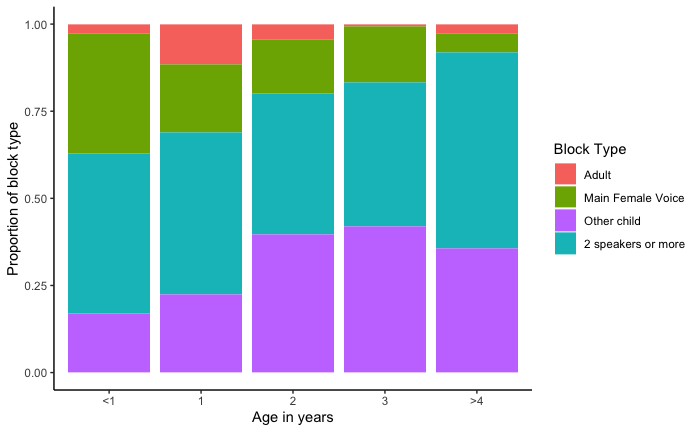 1.00
0.75
0.50
0.25
0.00
Proportion of block type
<1 1 2 3 >4
Age in years
Block Type
Adult
Main Female Voice
Other child
2 speakers or more